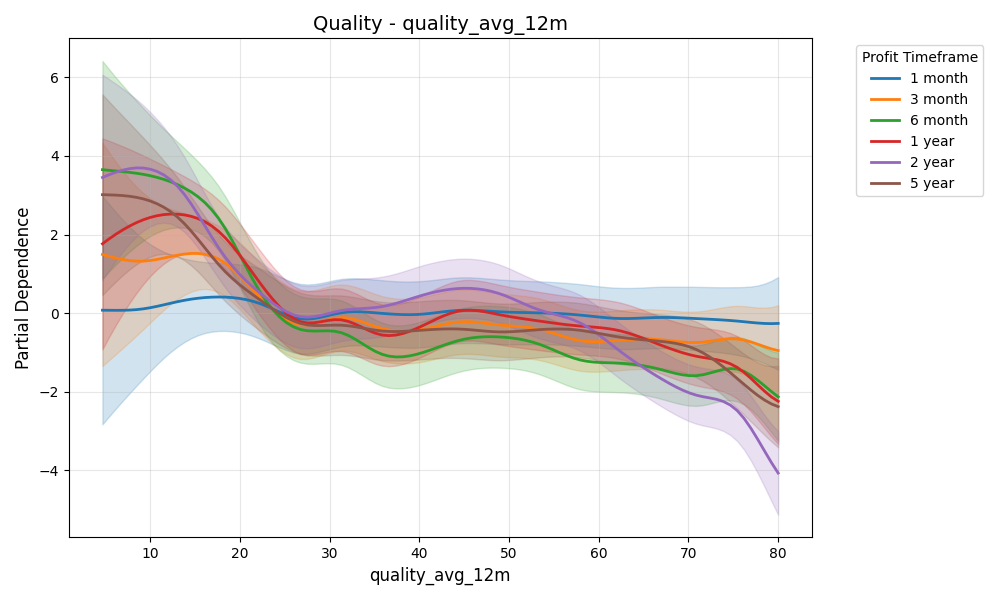 Quality - quality_avg_12m
Profit Timeframe
1 month
3 month
6 month
1 year
2 year
5 year
Partial Dependence
6
4
2
0
−2
−4
10 20 30 40 50 60 70 80
quality_avg_12m